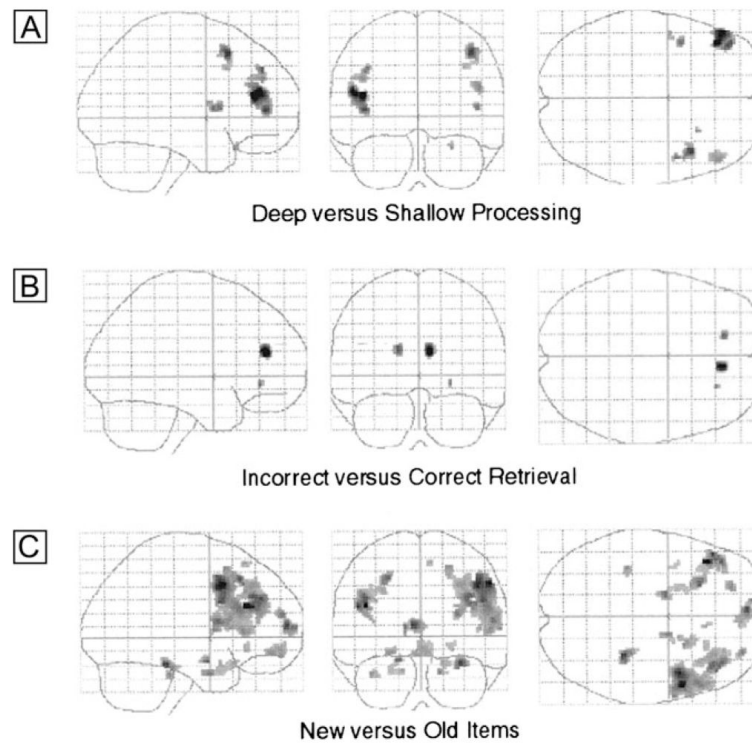 A
Deep versus Shallow Processing
B
Incorrect versus Correct Retrieval
C
New versus Old Items